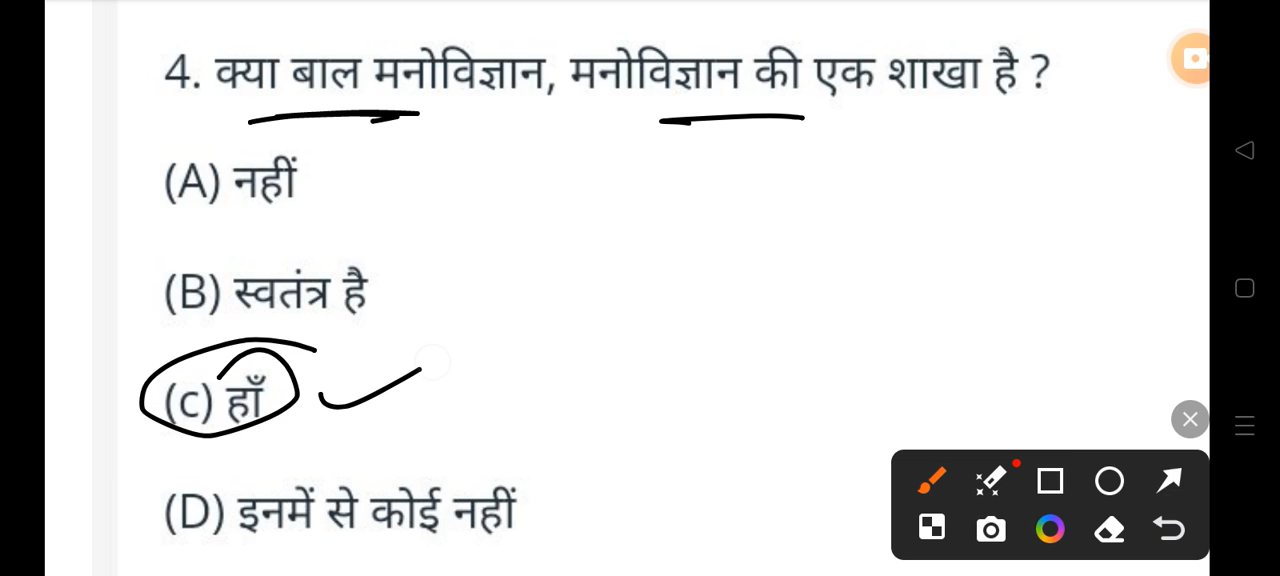 4. क्या बाल मनोविज्ञान, मनोविज्ञान की एक शाखा है ?
(A) नहीं
(B) स्वतंत्र है
(c) हाँ
(D) इनमें से कोई नहीं